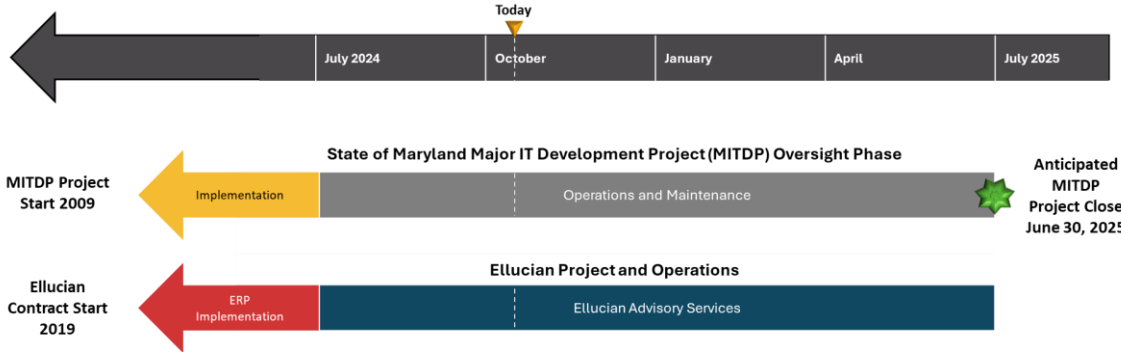 Today
July 2024
October
January
April
July 2025
State of Maryland Major IT Development Project (MITDP) Oversight Phase
MITDP Project
Start 2009
Implementation
Operations and Maintenance
Anticipated
MITDP
Project Close
June 30, 2025
Ellucian Project and Operations
Ellucian
Contract Start
2019
ERP
Implementation
Ellucian Advisory Services